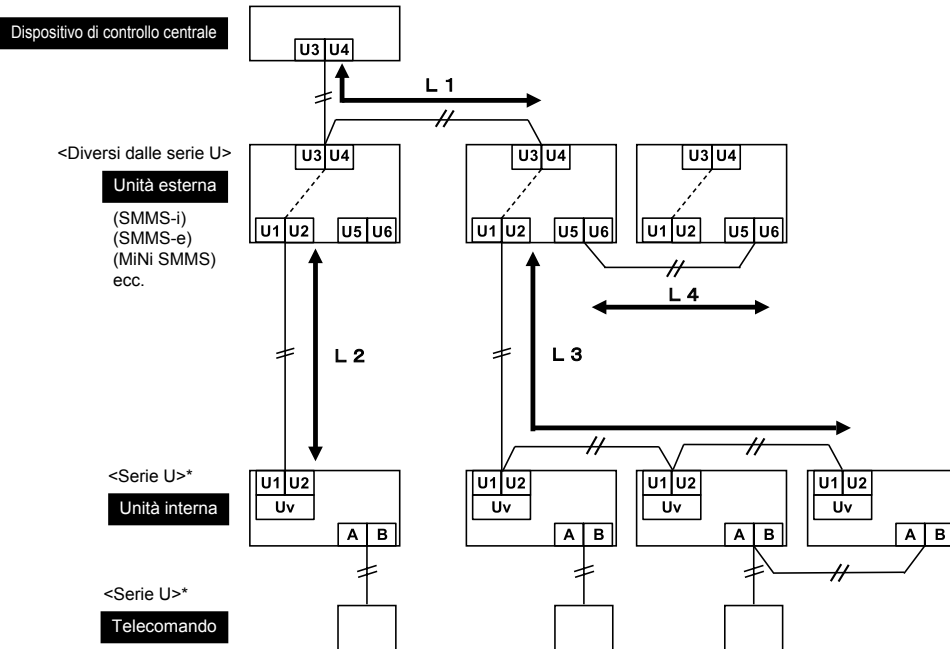 Dispositivo di controllo centrale
U3 U4
L 1
<Diversi dalle serie U>
Unità esterna
(SMMS-i)
(SMMS-e)
(MiNi SMMS)
ecc.
U3 U4
U1 U2
U5 U6
U3 U4
U1 U2
U5 U6
U3 U4
U1 U2
U5 U6
L 4
L 2
L 3
<Serie U>*
Unità interna
U1 U2
Uv
A B
U1 U2
Uv
A B
U1 U2
Uv
A B
U1 U2
Uv
A B
<Serie U>*
Telecomando